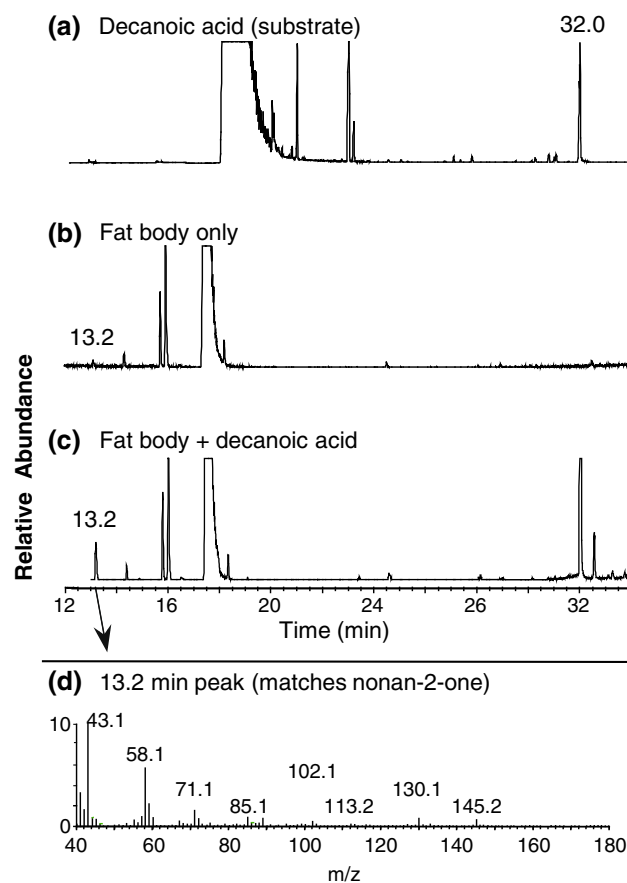 (a) Decanoic acid (substrate)
32.0
(b) Fat body only
13.2
Relative Abundance
(c) Fat body + decanoic acid
13.2
12 16 20 24 28 32
Time (min)
(d) 13.2 min peak (matches nonan-2-one)
10
43.1
58.1
102.1
71.1
130.1
85.1
113.2
145.2
0
40 60 80 100 120 140 160 180
m/z